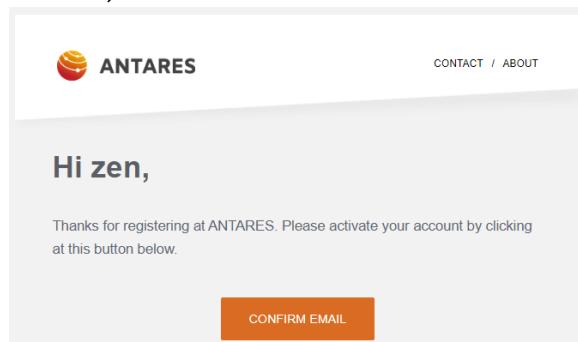 ANTARES
CONTACT / ABOUT
Hi zen,
Thanks for registering at ANTARES. Please activate your account by clicking
at this button below.
CONFIRM EMAIL